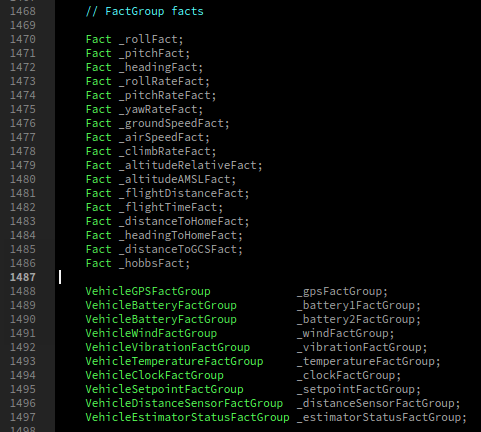 1468 // FactGroup facts
1469
1470 Fact _rollFact;
1471 Fact _pitchFact;
1472 Fact _headingFact;
1473 Fact _rollRateFact;
1474 Fact _pitchRateFact;
1475 Fact _yawRateFact;
1476 Fact _groundSpeedFact;
1477 Fact _airSpeedFact;
1478 Fact _climbRateFact;
1479 Fact _altitudeRelativeFact;
1480 Fact _altitudeAMSLFact;
1481 Fact _flightDistanceFact;
1482 Fact _flightTimeFact;
1483 Fact _distanceToHomeFact;
1484 Fact _headingToHomeFact;
1485 Fact _distanceToGCSFact;
1486 Fact _hobbsFact;
1487
1488 VehicleGPSFactGroup _gpsFactGroup;
1489 VehicleBatteryFactGroup _battery1FactGroup;
1490 VehicleBatteryFactGroup _battery2FactGroup;
1491 VehicleWindFactGroup _windFactGroup;
1492 VehicleVibrationFactGroup _vibrationFactGroup;
1493 VehicleTemperatureFactGroup _temperatureFactGroup;
1494 VehicleClockFactGroup _clockFactGroup;
1495 VehicleSetpointFactGroup _setpointFactGroup;
1496 VehicleDistanceSensorFactGroup _distanceSensorFactGroup;
1497 VehicleEstimatorStatusFactGroup _estimatorStatusFactGroup;